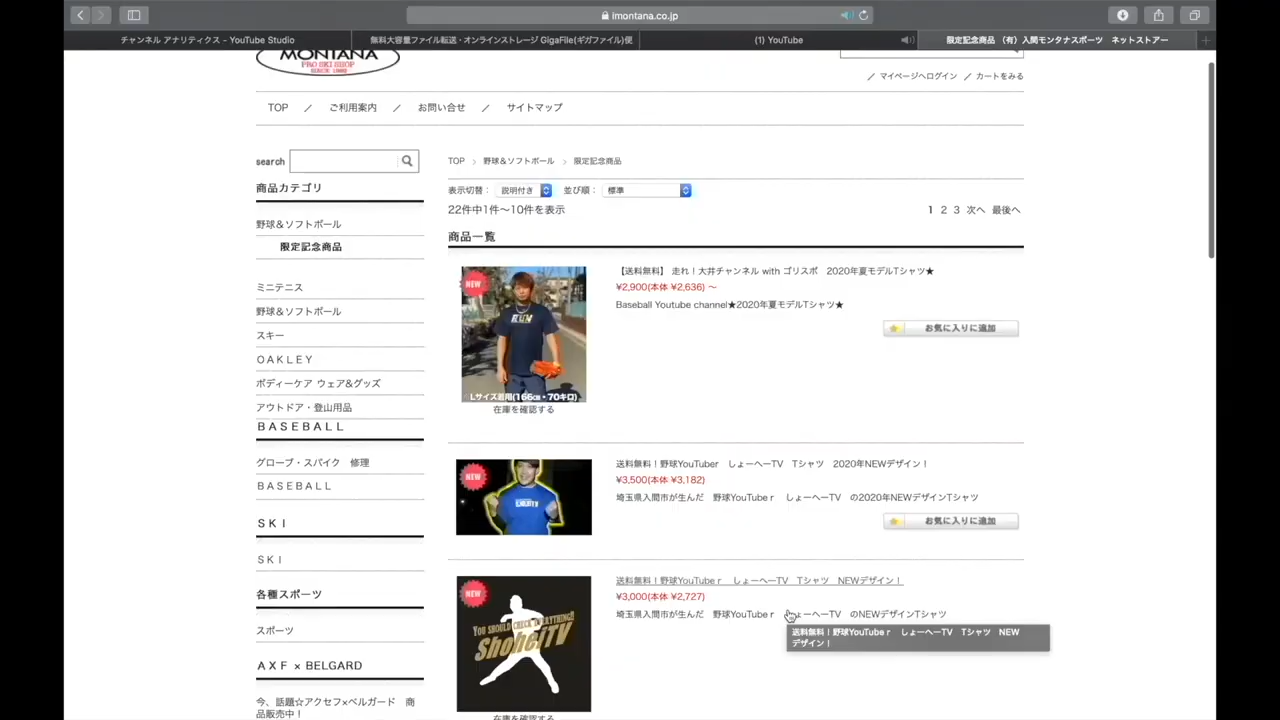 lmontana.co.jp
チャンネル アナリティクス - YouTube Studio
無料大容量ファイル転送・オンラインストレージ GigaFile(ギガファイル)便
(1) YouTube
限定記念商品 （有）入間モンタナスポーツ ネットストアー
MONTANA
PRO SKI SHOP
／ マイページへログイン ／ カートをみる
TOP ／ ご利用案内 ／ お問い合せ ／ サイトマップ
search
商品カテゴリ
野球＆ソフトボール
限定記念商品
ミニテニス
野球＆ソフトボール
スキー
ＯＡＫＬＥＹ
ボディーケア ウェア&グッズ
アウトドア・登山用品
ＢＡＳＥＢＡＬＬ
グローブ・スパイク 修理
ＢＡＳＥＢＡＬＬ
ＳＫＩ
ＳＫＩ
各種スポーツ
スポーツ
ＡＸＦ × BELGARD
今、話題☆アクセフ×ベルガード 商
品販売中！
TOP > 野球＆ソフトボール > 限定記念商品
表示切替： 説明付き 並び順： 標準
22件中1件～10件を表示
1 2 3 次へ 最後へ
商品一覧
NEW
RUN
Lサイズ着用(166㎝・70キロ)
在庫を確認する
【送料無料】 走れ！大井チャンネル with ゴリスポ 2020年夏モデルTシャツ★
¥2,900(本体 ¥2,636) ～
Baseball Youtube channel★2020年夏モデルTシャツ★
お気に入りに追加
NEW
ShoheiTV
送料無料！野球YouTuber しょーへーTV Tシャツ 2020年NEWデザイン！
¥3,500(本体 ¥3,182)
埼玉県入間市が生んだ 野球YouTubeｒ しょーへーTV の2020年NEWデザインTシャツ
お気に入りに追加
NEW
YOU SHOULD CHECK EVERYTHING!!
ShoheiTV
在庫を確認する
送料無料！野球YouTubeｒ しょーへーTV Tシャツ NEWデザイン！
¥3,000(本体 ¥2,727)
埼玉県入間市が生んだ 野球YouTubeｒ しょーへーTV のNEWデザインTシャツ
送料無料！野球YouTubeｒ しょーへーTV Tシャツ NEW
デザイン！